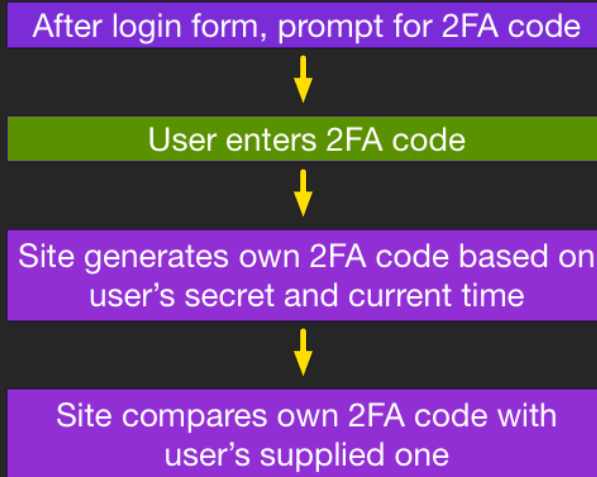 After login form, prompt for 2FA code
User enters 2FA code
Site generates own 2FA code based on
user's secret and current time
Site compares own 2FA code with
user's supplied one